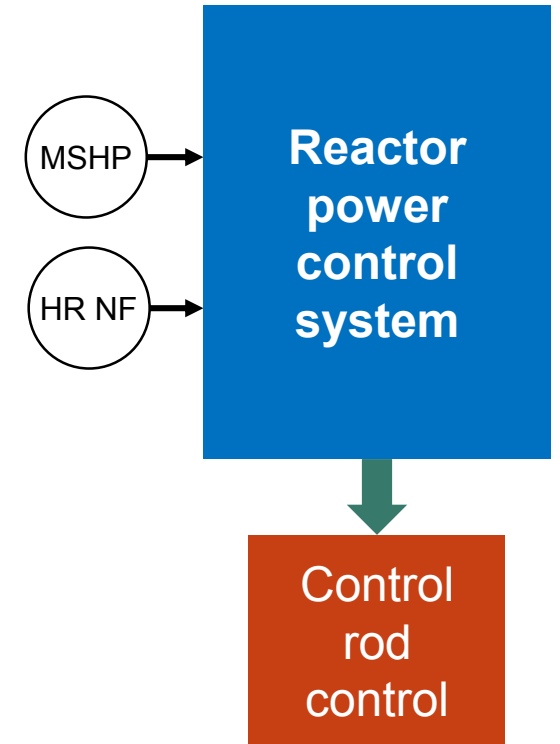 MSHP
HR NF
Reactor
power
control
system
Control
rod
control